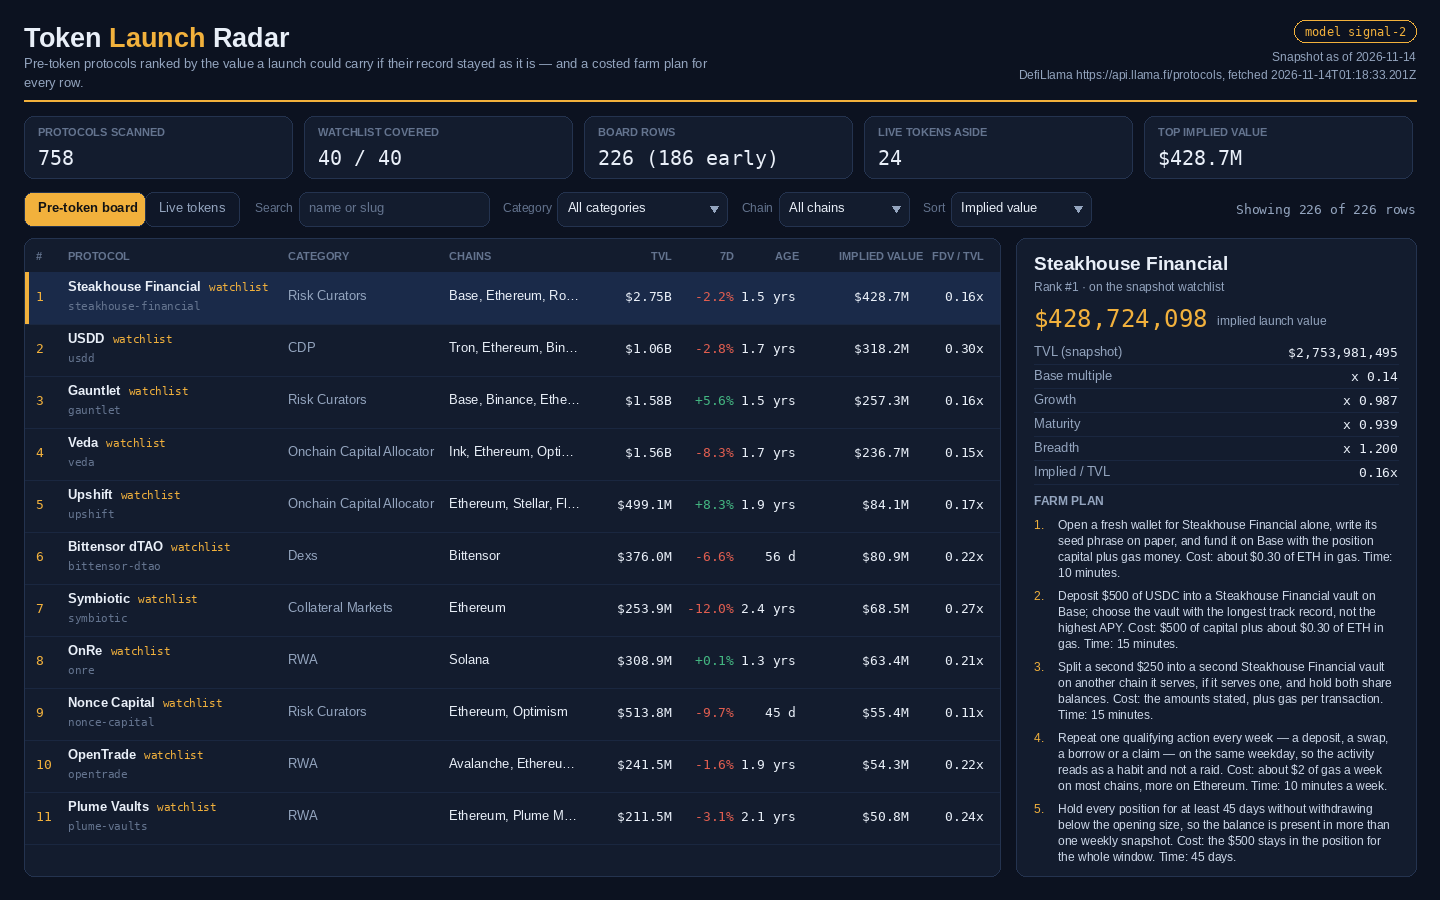 Token Launch Radar
Pre-token protocols ranked by the value a launch could carry if their record stayed as it is — and a costed farm plan for
every row.
model signal-2
Snapshot as of 2026-11-14
DefiLlama https://api.llama.fi/protocols, fetched 2026-11-14T01:18:33.201Z
PROTOCOLS SCANNED
758
WATCHLIST COVERED
40 / 40
BOARD ROWS
226 (186 early)
LIVE TOKENS ASIDE
24
TOP IMPLIED VALUE
$428.7M
Pre-token board Live tokens Search name or slug Category All categories Chain All chains Sort Implied value Showing 226 of 226 rows
# PROTOCOL CATEGORY CHAINS TVL 7D AGE IMPLIED VALUE FDV / TVL
1 Steakhouse Financial watchlist Risk Curators Base, Ethereum, Ro… $2.75B -2.2% 1.5 yrs $428.7M 0.16x
steakhouse-financial
2 USDD watchlist CDP Tron, Ethereum, Bin… $1.06B -2.8% 1.7 yrs $318.2M 0.30x
usdd
3 Gauntlet watchlist Risk Curators Base, Binance, Ethe… $1.58B +5.6% 1.5 yrs $257.3M 0.16x
gauntlet
4 Veda watchlist Onchain Capital Allocator Ink, Ethereum, Opti… $1.56B -8.3% 1.7 yrs $236.7M 0.15x
veda
5 Upshift watchlist Onchain Capital Allocator Ethereum, Stellar, Fl… $499.1M +8.3% 1.9 yrs $84.1M 0.17x
upshift
6 Bittensor dTAO watchlist Dexs Bittensor $376.0M -6.6% 56 d $80.9M 0.22x
bittensor-dtao
7 Symbiotic watchlist Collateral Markets Ethereum $253.9M -12.0% 2.4 yrs $68.5M 0.27x
symbiotic
8 OnRe watchlist RWA Solana $308.9M +0.1% 1.3 yrs $63.4M 0.21x
onre
9 Nonce Capital watchlist Risk Curators Ethereum, Optimism $513.8M -9.7% 45 d $55.4M 0.11x
nonce-capital
10 OpenTrade watchlist RWA Avalanche, Ethereu… $241.5M -1.6% 1.9 yrs $54.3M 0.22x
opentrade
11 Plume Vaults watchlist RWA Ethereum, Plume M… $211.5M -3.1% 2.1 yrs $50.8M 0.24x
plume-vaults
Steakhouse Financial
Rank #1 · on the snapshot watchlist
$428,724,098 implied launch value
TVL (snapshot) $2,753,981,495
Base multiple x 0.14
Growth x 0.987
Maturity x 0.939
Breadth x 1.200
Implied / TVL 0.16x
FARM PLAN
1. Open a fresh wallet for Steakhouse Financial alone, write its
seed phrase on paper, and fund it on Base with the position
capital plus gas money. Cost: about $0.30 of ETH in gas. Time:
10 minutes.
2. Deposit $500 of USDC into a Steakhouse Financial vault on
Base; choose the vault with the longest track record, not the
highest APY. Cost: $500 of capital plus about $0.30 of ETH in
gas. Time: 15 minutes.
3. Split a second $250 into a second Steakhouse Financial vault
on another chain it serves, if it serves one, and hold both share
balances. Cost: the amounts stated, plus gas per transaction.
Time: 15 minutes.
4. Repeat one qualifying action every week — a deposit, a swap,
a borrow or a claim — on the same weekday, so the activity
reads as a habit and not a raid. Cost: about $2 of gas a week
on most chains, more on Ethereum. Time: 10 minutes a week.
5. Hold every position for at least 45 days without withdrawing
below the opening size, so the balance is present in more than
one weekly snapshot. Cost: the $500 stays in the position for
the whole window. Time: 45 days.